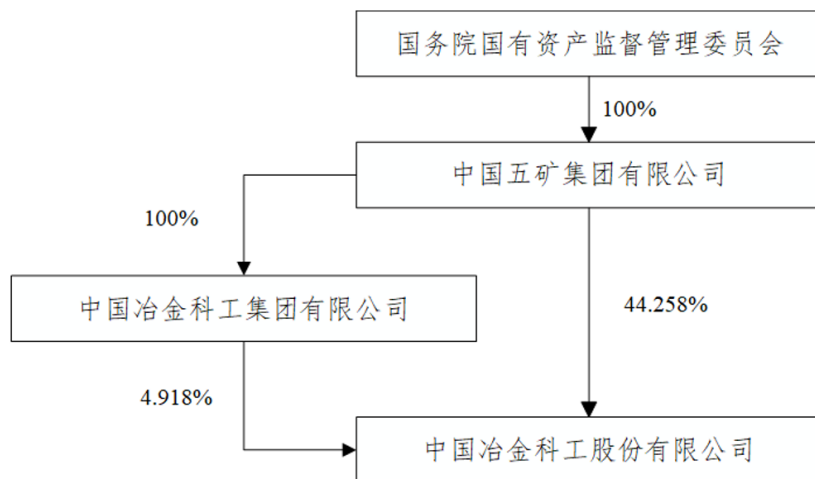 国务院国有资产监督管理委员会
100%
中国五矿集团有限公司
100%
中国冶金科工集团有限公司
44.258%
4.918%
中国冶金科工股份有限公司